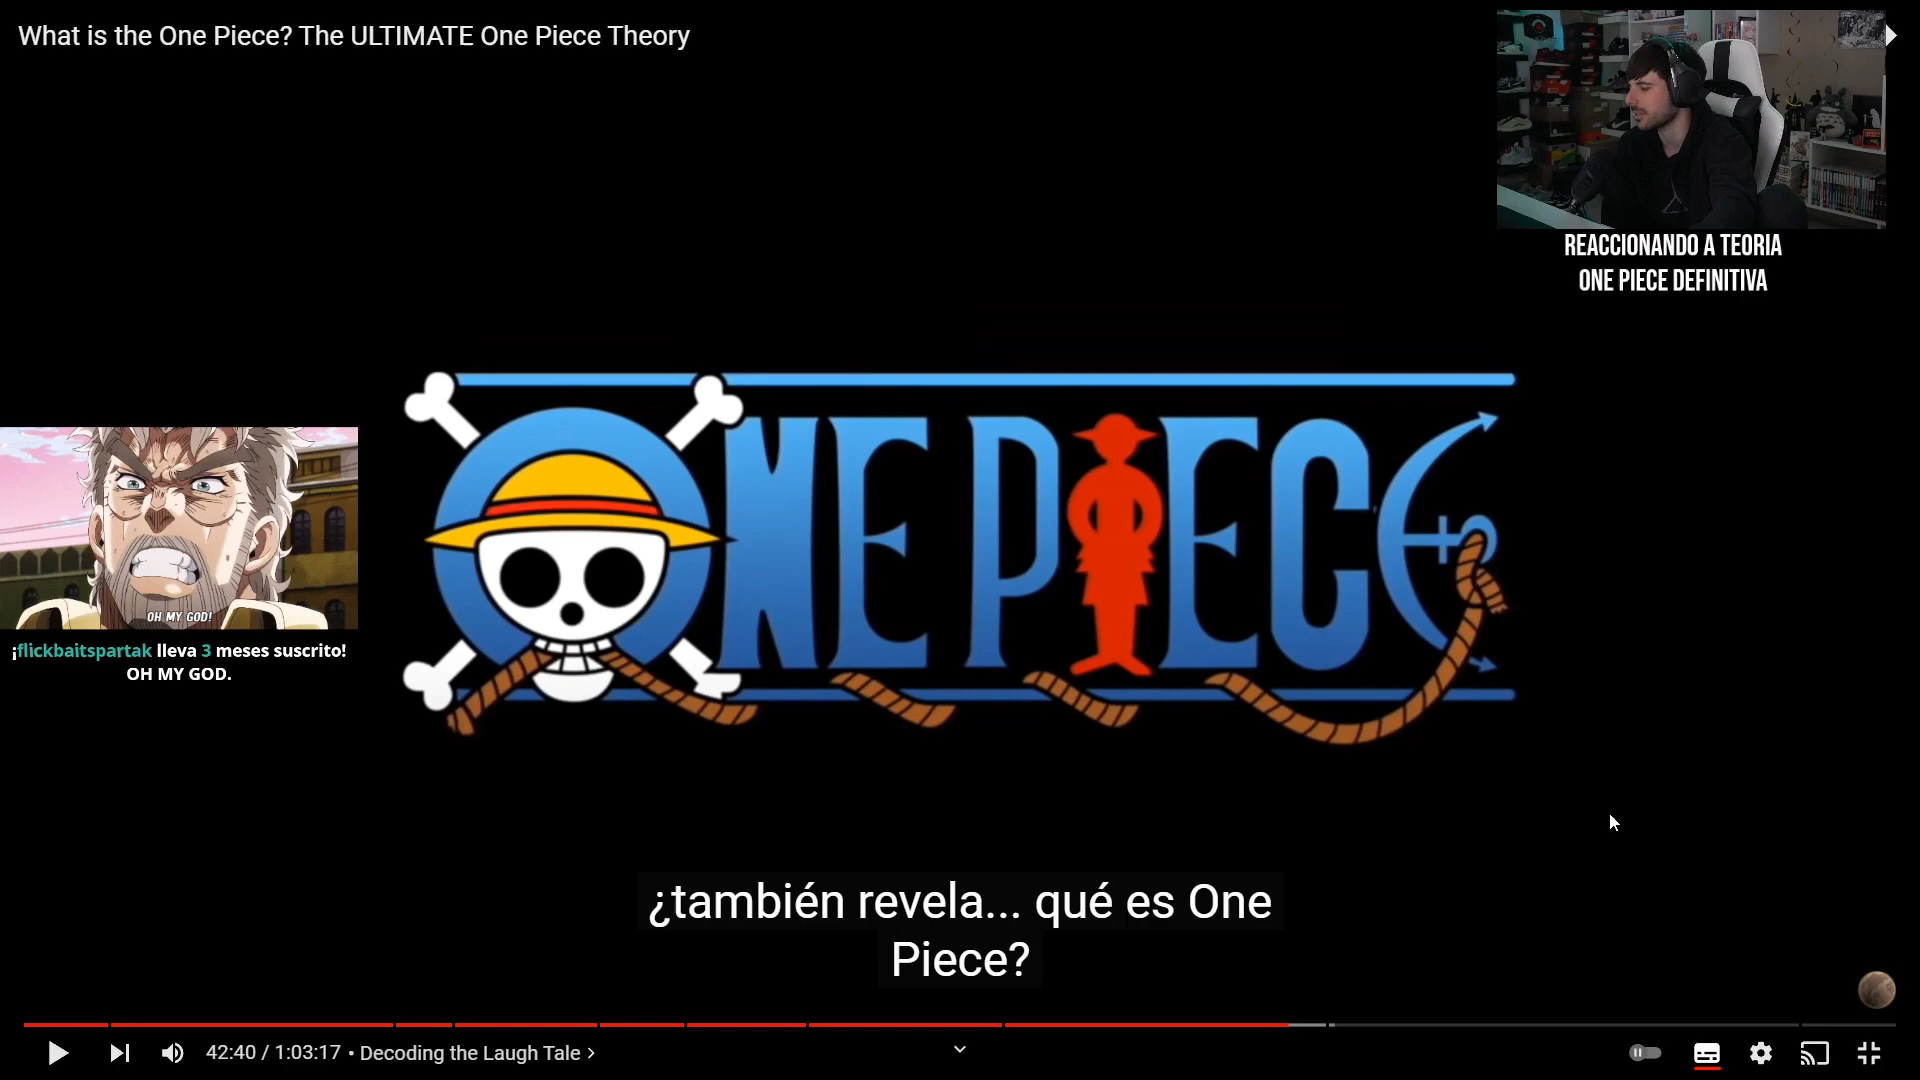 What is the One Piece? The ULTIMATE One Piece Theory
REACCIONANDO A TEORIA
ONE PIECE DEFINITIVA
ONE PIECE
OH MY GOD!
¡flickbaitspartak lleva 3 meses suscrito!
OH MY GOD.
¿también revela... qué es One
Piece?
42:40 / 1:03:17 • Decoding the Laugh Tale >